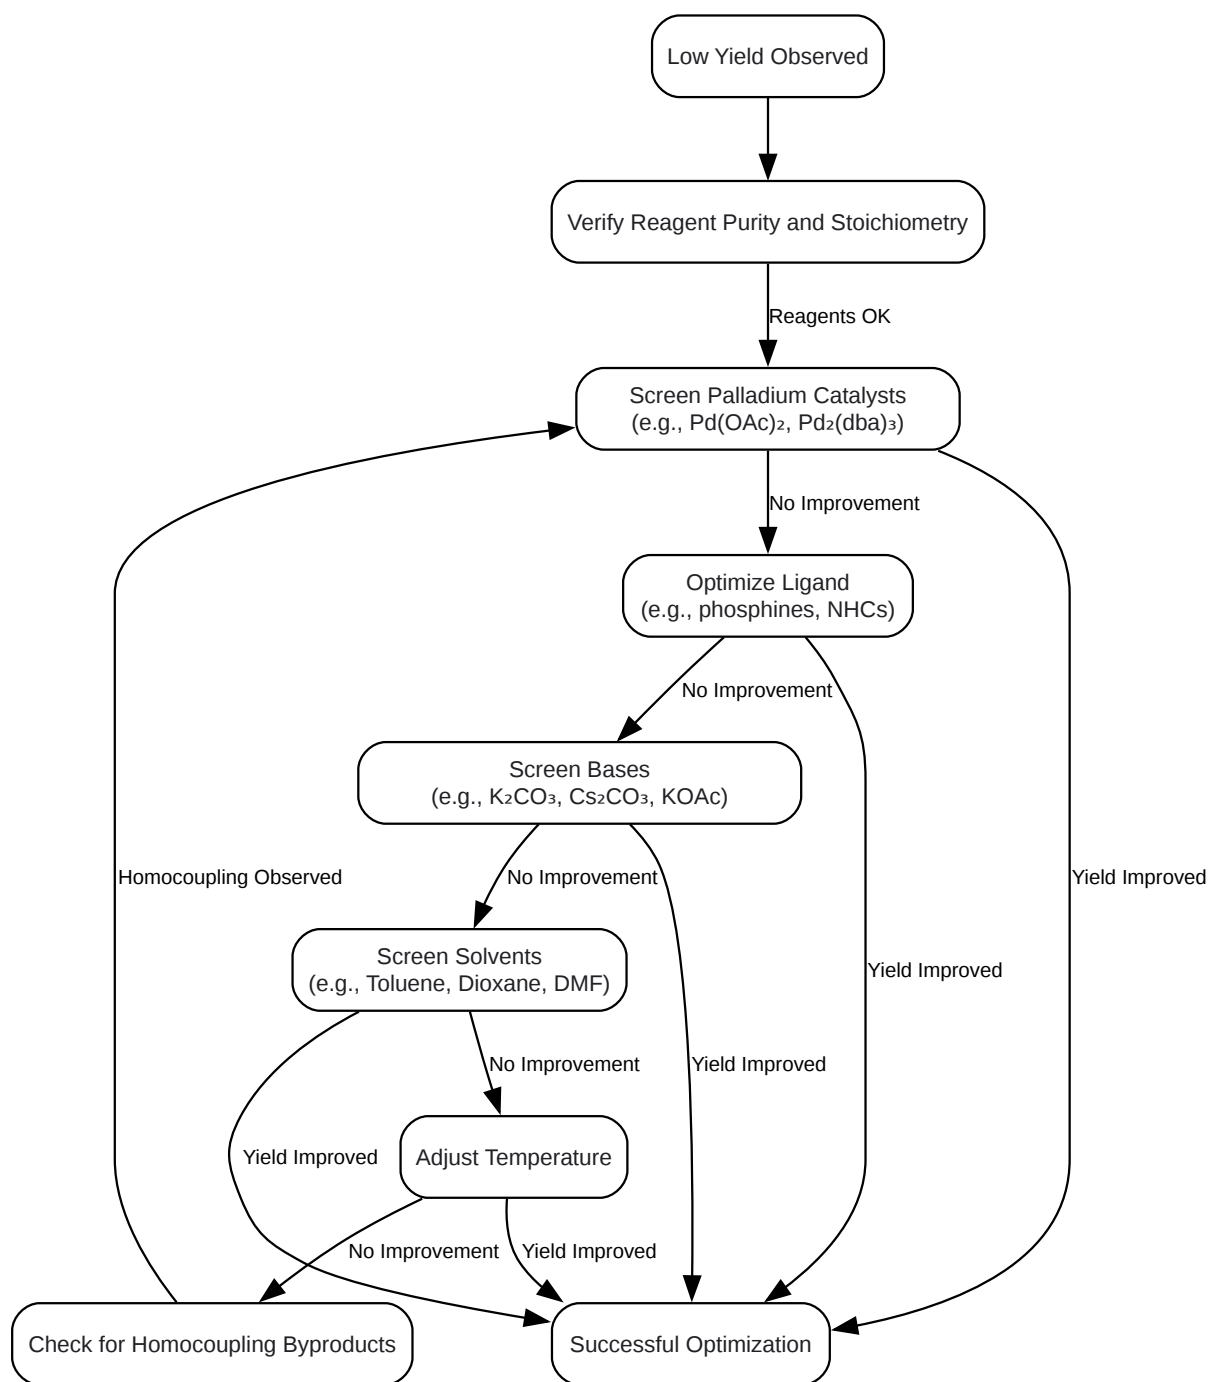 Low Yield Observed
Verify Reagent Purity and Stoichiometry
Reagents OK
Screen Palladium Catalysts
(e.g., Pd(OAc)₂, Pd₂(dba)₃)
No Improvement
Optimize Ligand
(e.g., phosphines, NHCs)
No Improvement
Screen Bases
(e.g., K₂CO₃, Cs₂CO₃, KOAc)
Homocoupling Observed
No Improvement
Yield Improved
Screen Solvents
(e.g., Toluene, Dioxane, DMF)
Yield Improved
No Improvement
Yield Improved
Yield Improved
Adjust Temperature
No Improvement
Yield Improved
Check for Homocoupling Byproducts
Successful Optimization